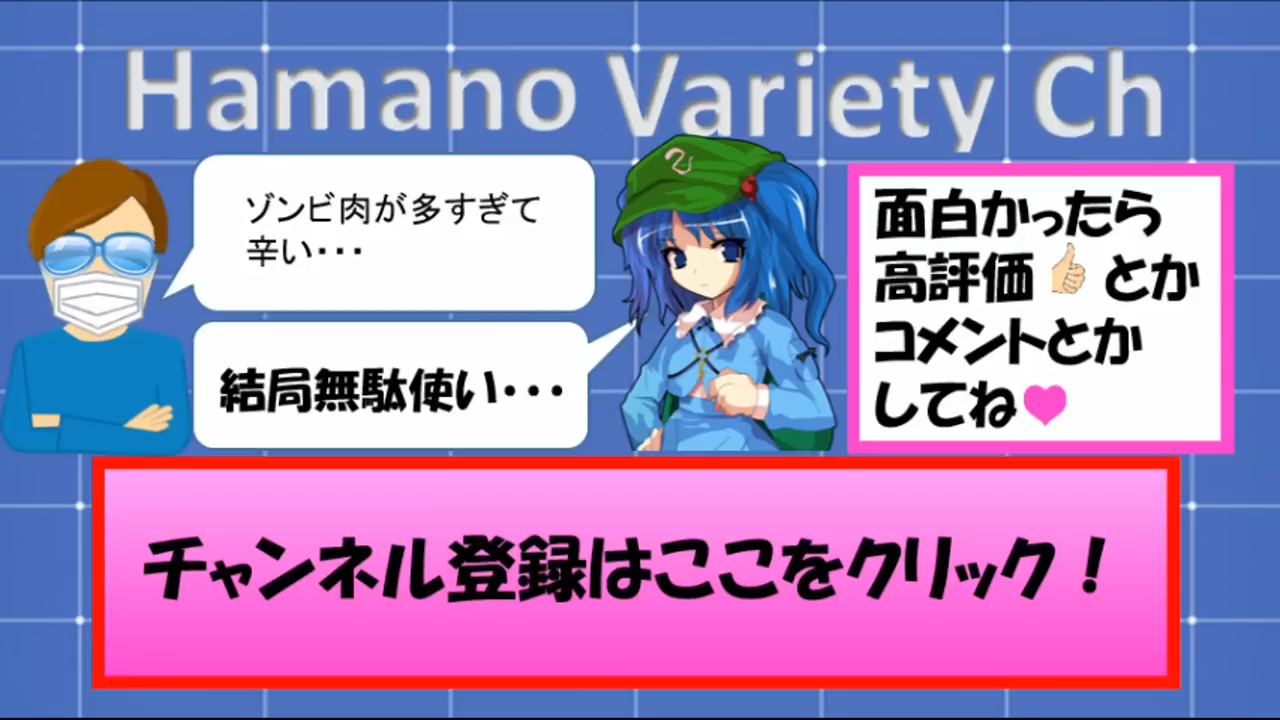 Hamano Variety Ch
ゾンビ肉が多すぎて
辛い・・・
結局無駄使い・・・
面白かったら
高評価 とか
コメントとか
してね
チャンネル登録はここをクリック！